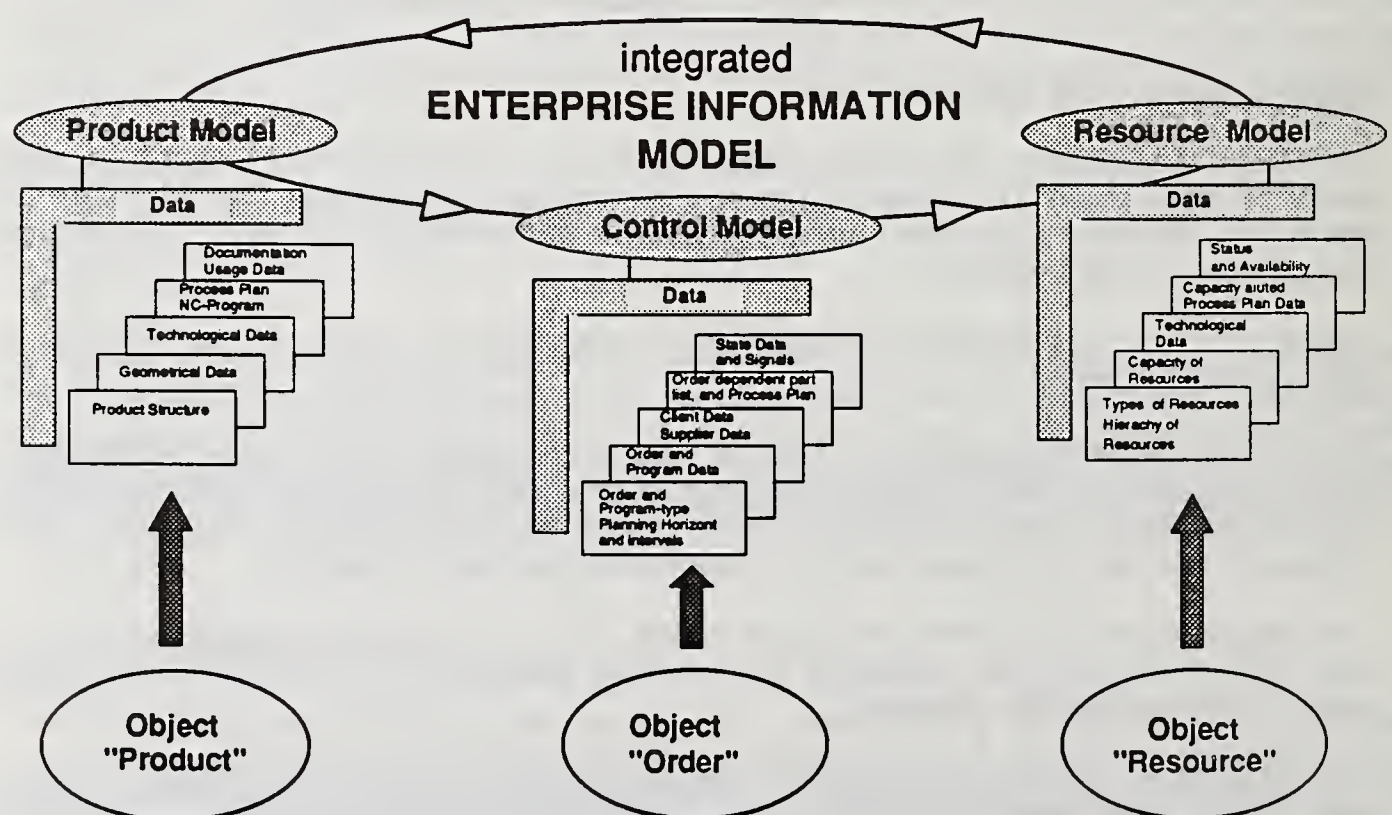 integrated
ENTERPRISE INFORMATION
MODEL
Product Model
Data
Documentation
Usage Data
Process Plan
NC-Program
Technological Data
Geometrical Data
Product Structure
Control Model
Data
State Data
and Signals
Order dependent part
list, and Process Plan
Client Data
Supplier Data
Order and
Program Data
Order and
Program-type
Planning Horizont
and intervals
Resource Model
Data
Status
and Availability
Capacity aiuted
Process Plan Data
Technological
Data
Capacity of
Resources
Types of Resources
Hierachy of
Resources
Object
"Product"
Object
"Order"
Object
"Resource"